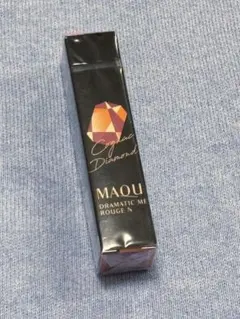 Cognac
Diamond
MAQU
DRAMATIC ME
ROUGE N